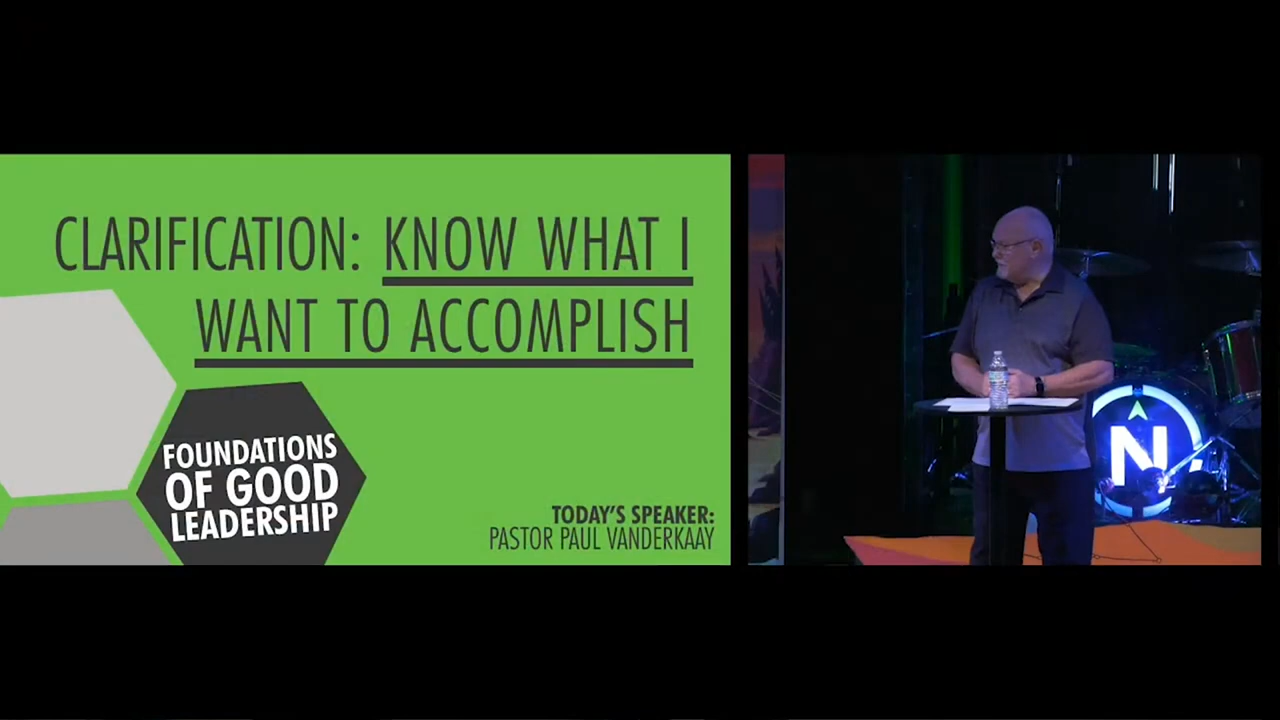 CLARIFICATION: KNOW WHAT I
WANT TO ACCOMPLISH
FOUNDATIONS
OF GOOD
LEADERSHIP
TODAY'S SPEAKER:
PASTOR PAUL VANDERKAAY
N